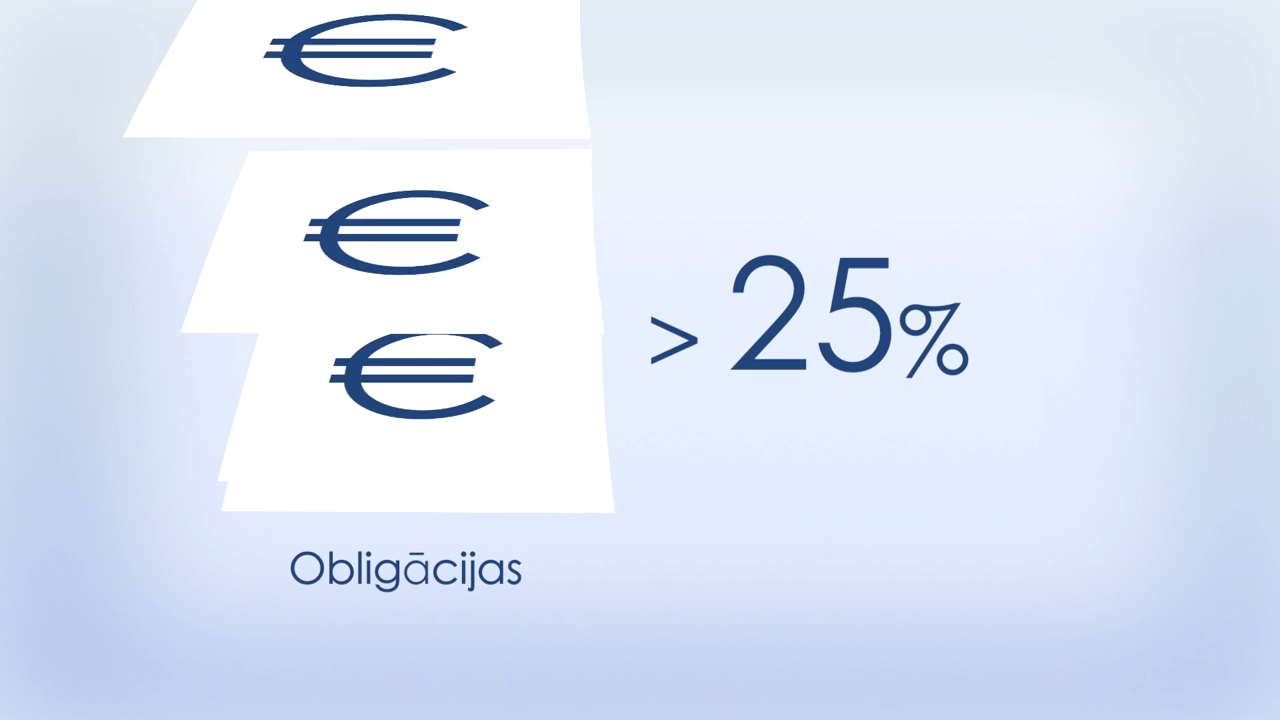 €
€
€
> 25%
Obligācijas